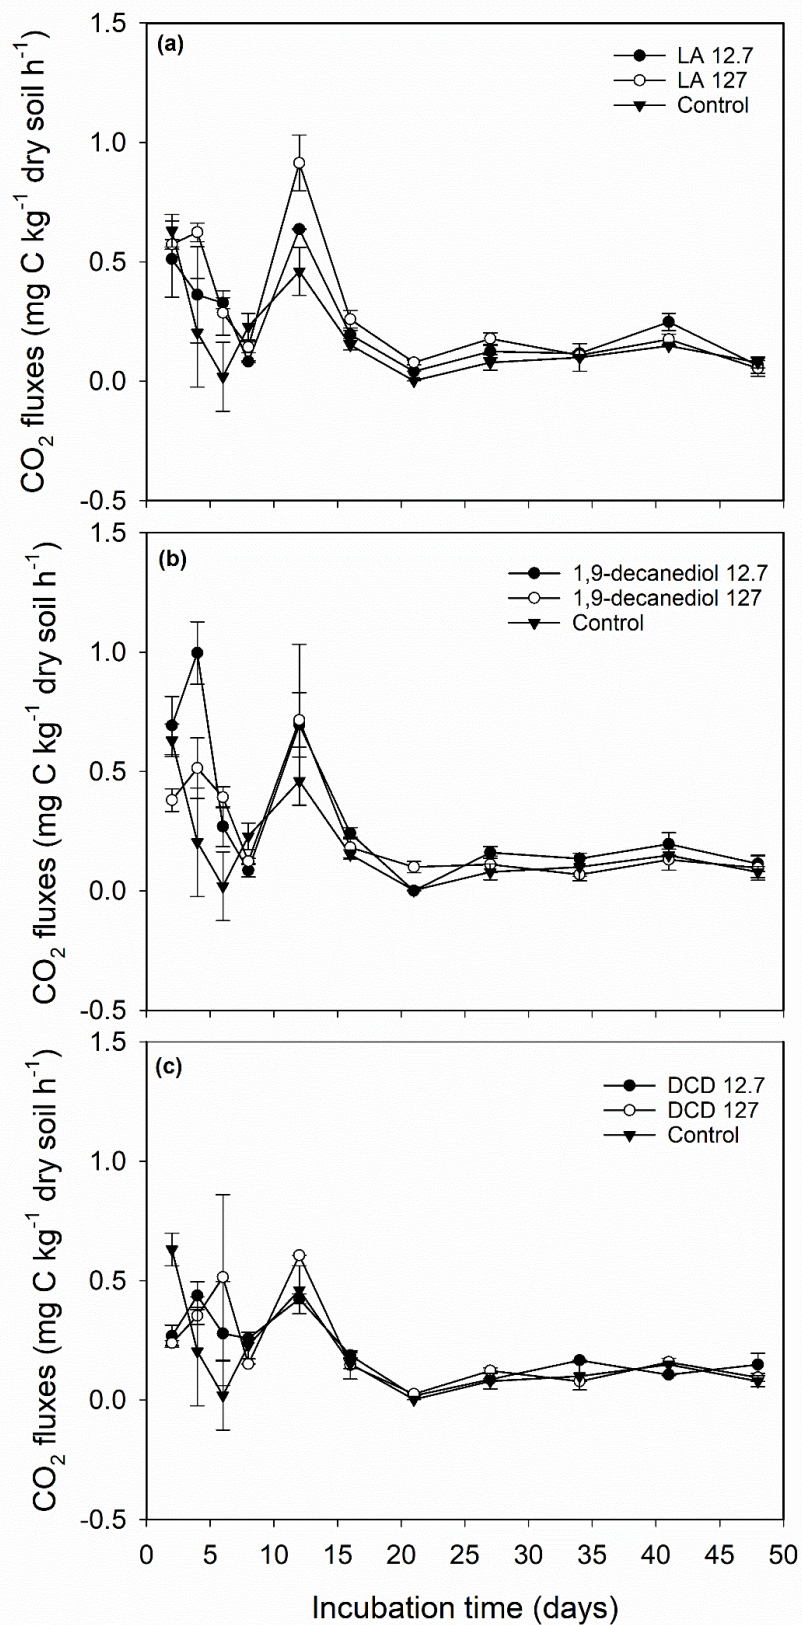 1.5
(a)
LA 12.7
LA 127
Control
1.0
0.5
0.0
-0.5
CO2 fluxes (mg C kg-1 dry soil h-1)
1.5
(b)
1,9-decanediol 12.7
1,9-decanediol 127
Control
1.0
0.5
0.0
-0.5
CO2 fluxes (mg C kg-1 dry soil h-1)
1.5
(c)
DCD 12.7
DCD 127
Control
1.0
0.5
0.0
-0.5
CO2 fluxes (mg C kg-1 dry soil h-1)
0 5 10 15 20 25 30 35 40 45 50
Incubation time (days)